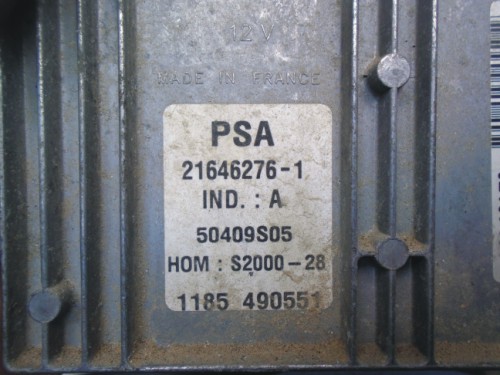 12V
MADE IN FRANCE
PSA
21646276-1
IND. : A
50409S05
HOM : S2000-28
1185 490551